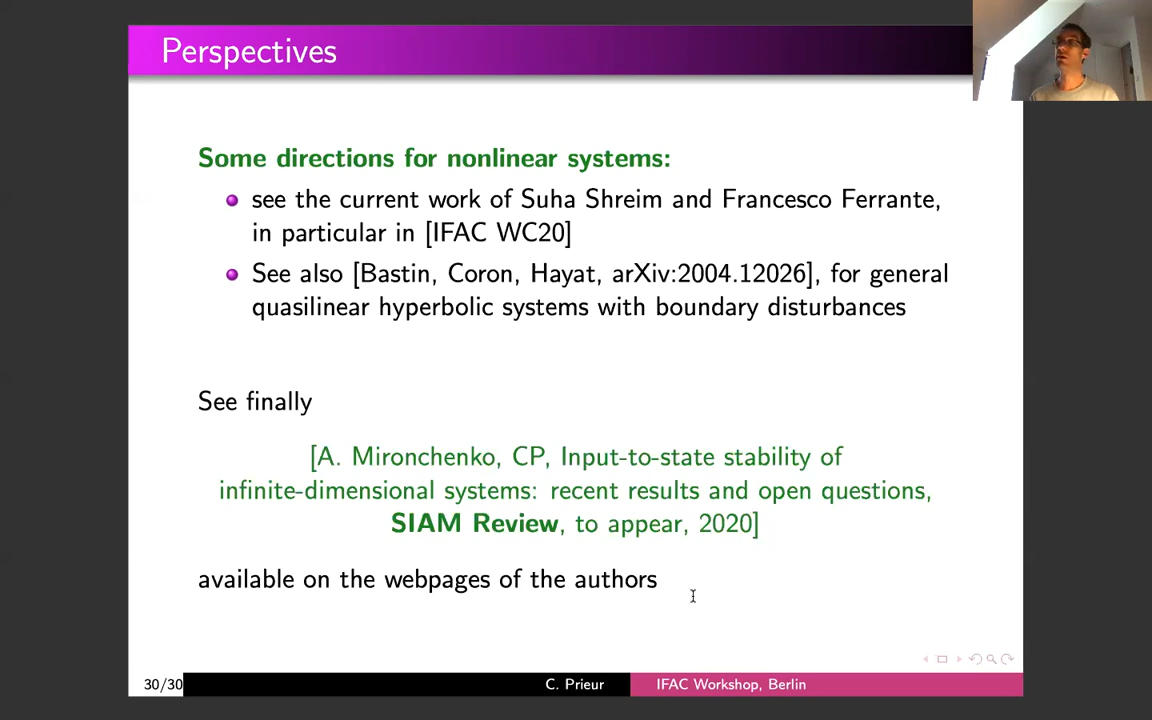 Perspectives
Some directions for nonlinear systems:
see the current work of Suha Shreim and Francesco Ferrante,
in particular in [IFAC WC20]
See also [Bastin, Coron, Hayat, arXiv:2004.12026], for general
quasilinear hyperbolic systems with boundary disturbances
See finally
[A. Mironchenko, CP, Input-to-state stability of
infinite-dimensional systems: recent results and open questions,
SIAM Review, to appear, 2020]
available on the webpages of the authors
30/30
C. Prieur
IFAC Workshop, Berlin